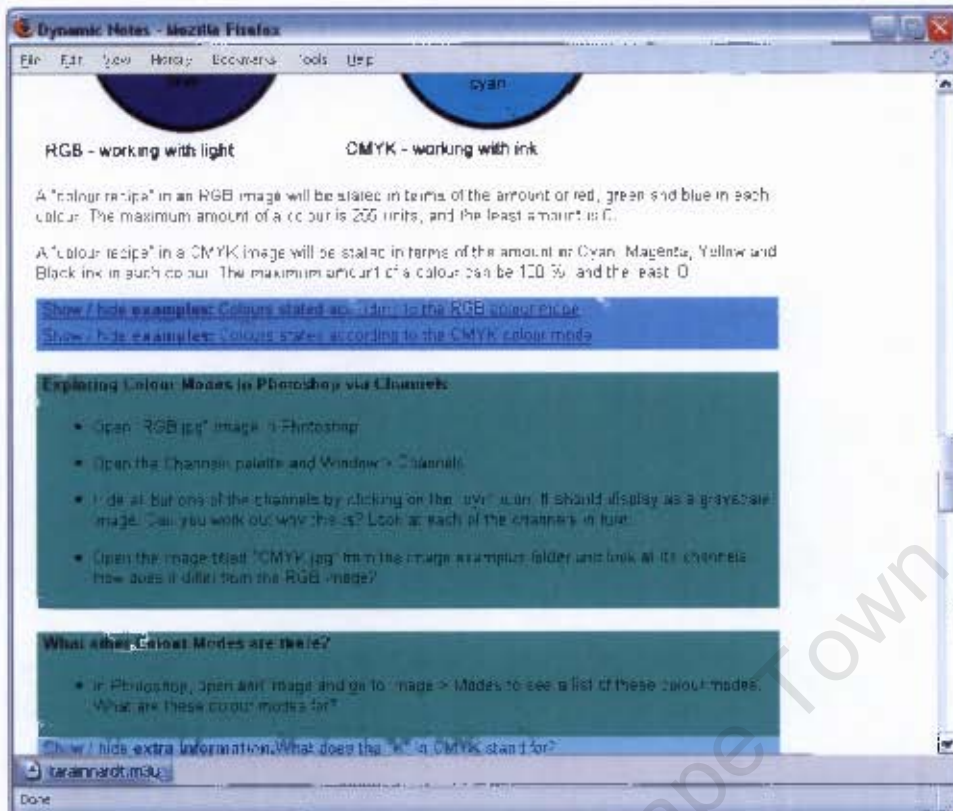 Dynamic Notes - Mozilla Firefox
File Edit View History Bookmarks Tools Help
cyan
RGB - working with light
CMYK - working with ink
A "colour recipe" in an RGB image will be stated in terms of the amount or red, green and blue in each
colour. The maximum amount of a colour is 255 units, and the least amount is 0.
A "colour recipe" in a CMYK image will be stated in terms of the amount of Cyan, Magenta, Yellow and
Black ink in each colour. The maximum amount of a colour can be 100 %, and the least 0
Show / hide examples: Colours stated according to the RGB colour mode
Show / hide examples: Colours stated according to the CMYK colour mode
Exploring Colour Modes in Photoshop via Channels
• Open "RGB.jpg" image in Photoshop
• Open the Channels palette and Window > Channels
• Hide all but one of the channels by clicking on the "eye" icon. It should display as a grayscale
image. Can you work out why this is? Look at each of the channels in turn.
• Open the image titled "CMYK.jpg" from the image examples folder and look at its channels.
How does it differ from the RGB image?
What other Colour Modes are there?
• In Photoshop, open any image and go to Image > Modes to see a list of these colour modes.
What are these colour modes for?
Show / hide extra information. What does the "K" in CMYK stand for?
Done
Town